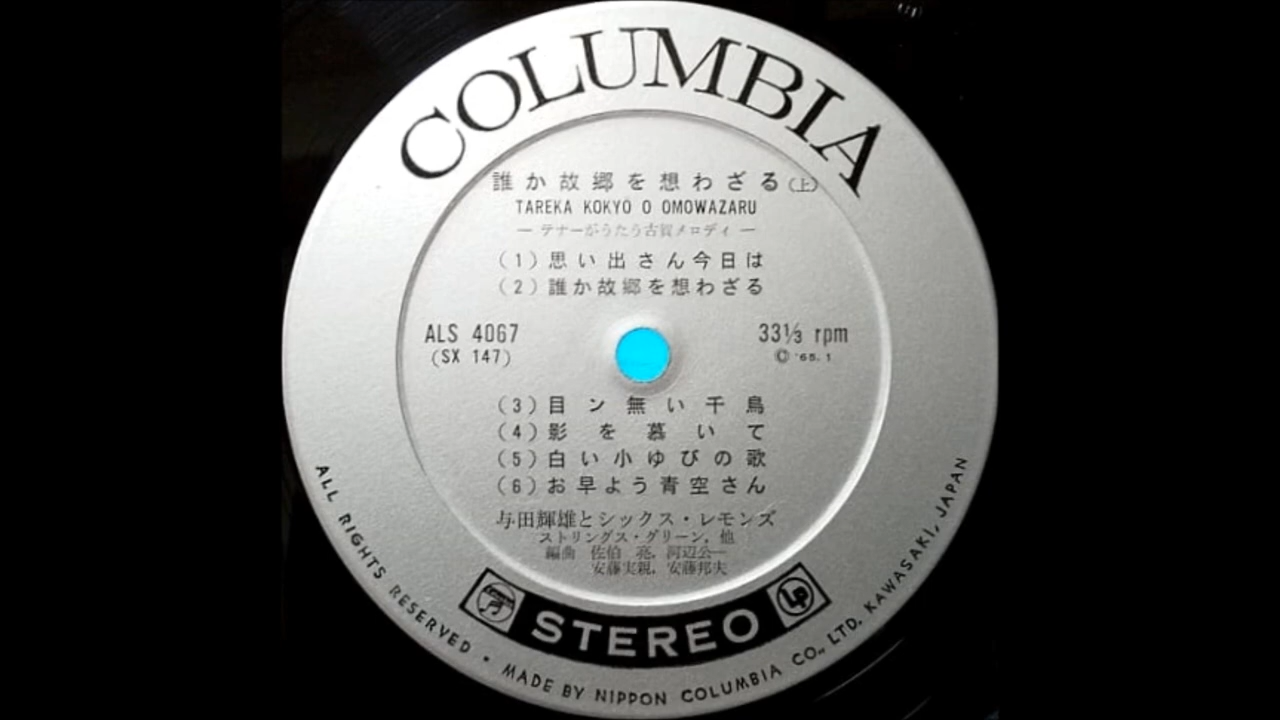 COLUMBIA
誰か故郷を想わざる(上)
TAREKA KOKYO O OMOWAZARU
— テナーがうたう古賀メロディ —
(1) 思い出さん今日は
(2) 誰か故郷を想わざる
ALS 4067
(SX 147)
33⅓ rpm
Ⓒ '65.1
(3) 目ン無い千鳥
(4) 影を慕いて
(5) 白い小ゆびの歌
(6) お早よう青空さん
与田輝雄とシックス・レモンズ
ストリングス・グリーン, 他
編曲 佐伯 亮, 河辺公一
安藤実親, 安藤邦夫
LP
STEREO
ALL RIGHTS RESERVED • MADE BY NIPPON COLUMBIA CO., LTD. KAWASAKI, JAPAN